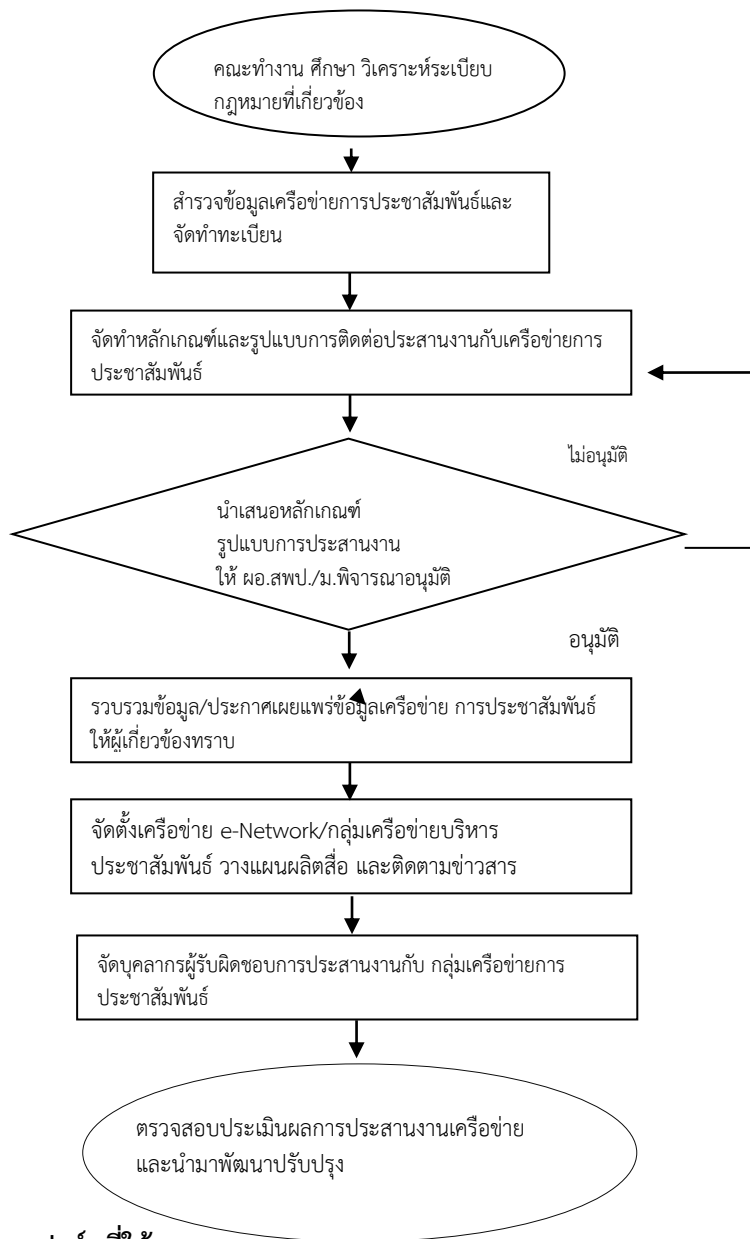 คณะทำงาน ศึกษา วิเคราะห์ระเบียบ
กฎหมายที่เกี่ยวข้อง
สำรวจข้อมูลเครือข่ายการประชาสัมพันธ์และ
จัดทำทะเบียน
จัดทำหลักเกณฑ์และรูปแบบการติดต่อประสานงานกับเครือข่ายการ
ประชาสัมพันธ์
ไม่อนุมัติ
นำเสนอหลักเกณฑ์
รูปแบบการประสานงาน
ให้ ผอ.สพป./ม.พิจารณาอนุมัติ
อนุมัติ
รวบรวมข้อมูล/ประกาศเผยแพร่ข้อมูลเครือข่าย การประชาสัมพันธ์
ให้ผู้เกี่ยวข้องทราบ
จัดตั้งเครือข่าย e-Network/กลุ่มเครือข่ายบริหาร
ประชาสัมพันธ์ วางแผนผลิตสื่อ และติดตามข่าวสาร
จัดบุคลากรผู้รับผิดชอบการประสานงานกับ กลุ่มเครือข่ายการ
ประชาสัมพันธ์
ตรวจสอบประเมินผลการประสานงานเครือข่าย
และนำมาพัฒนาปรับปรุง